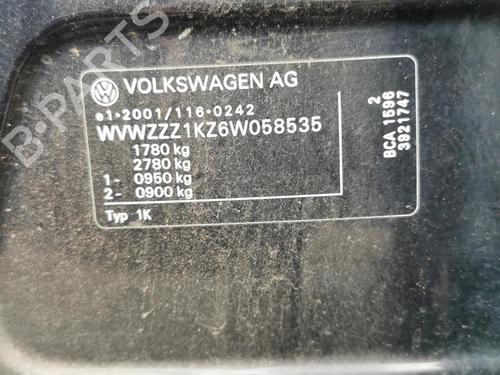 VOLKSWAGEN AG
e1*2001/116*0242
WVWZZZ1KZ6W058535
1780 kg
2780 kg
1- 0950 kg
2- 0900 kg
Typ 1K
2
BCA 1596
3921747
B-PARTS